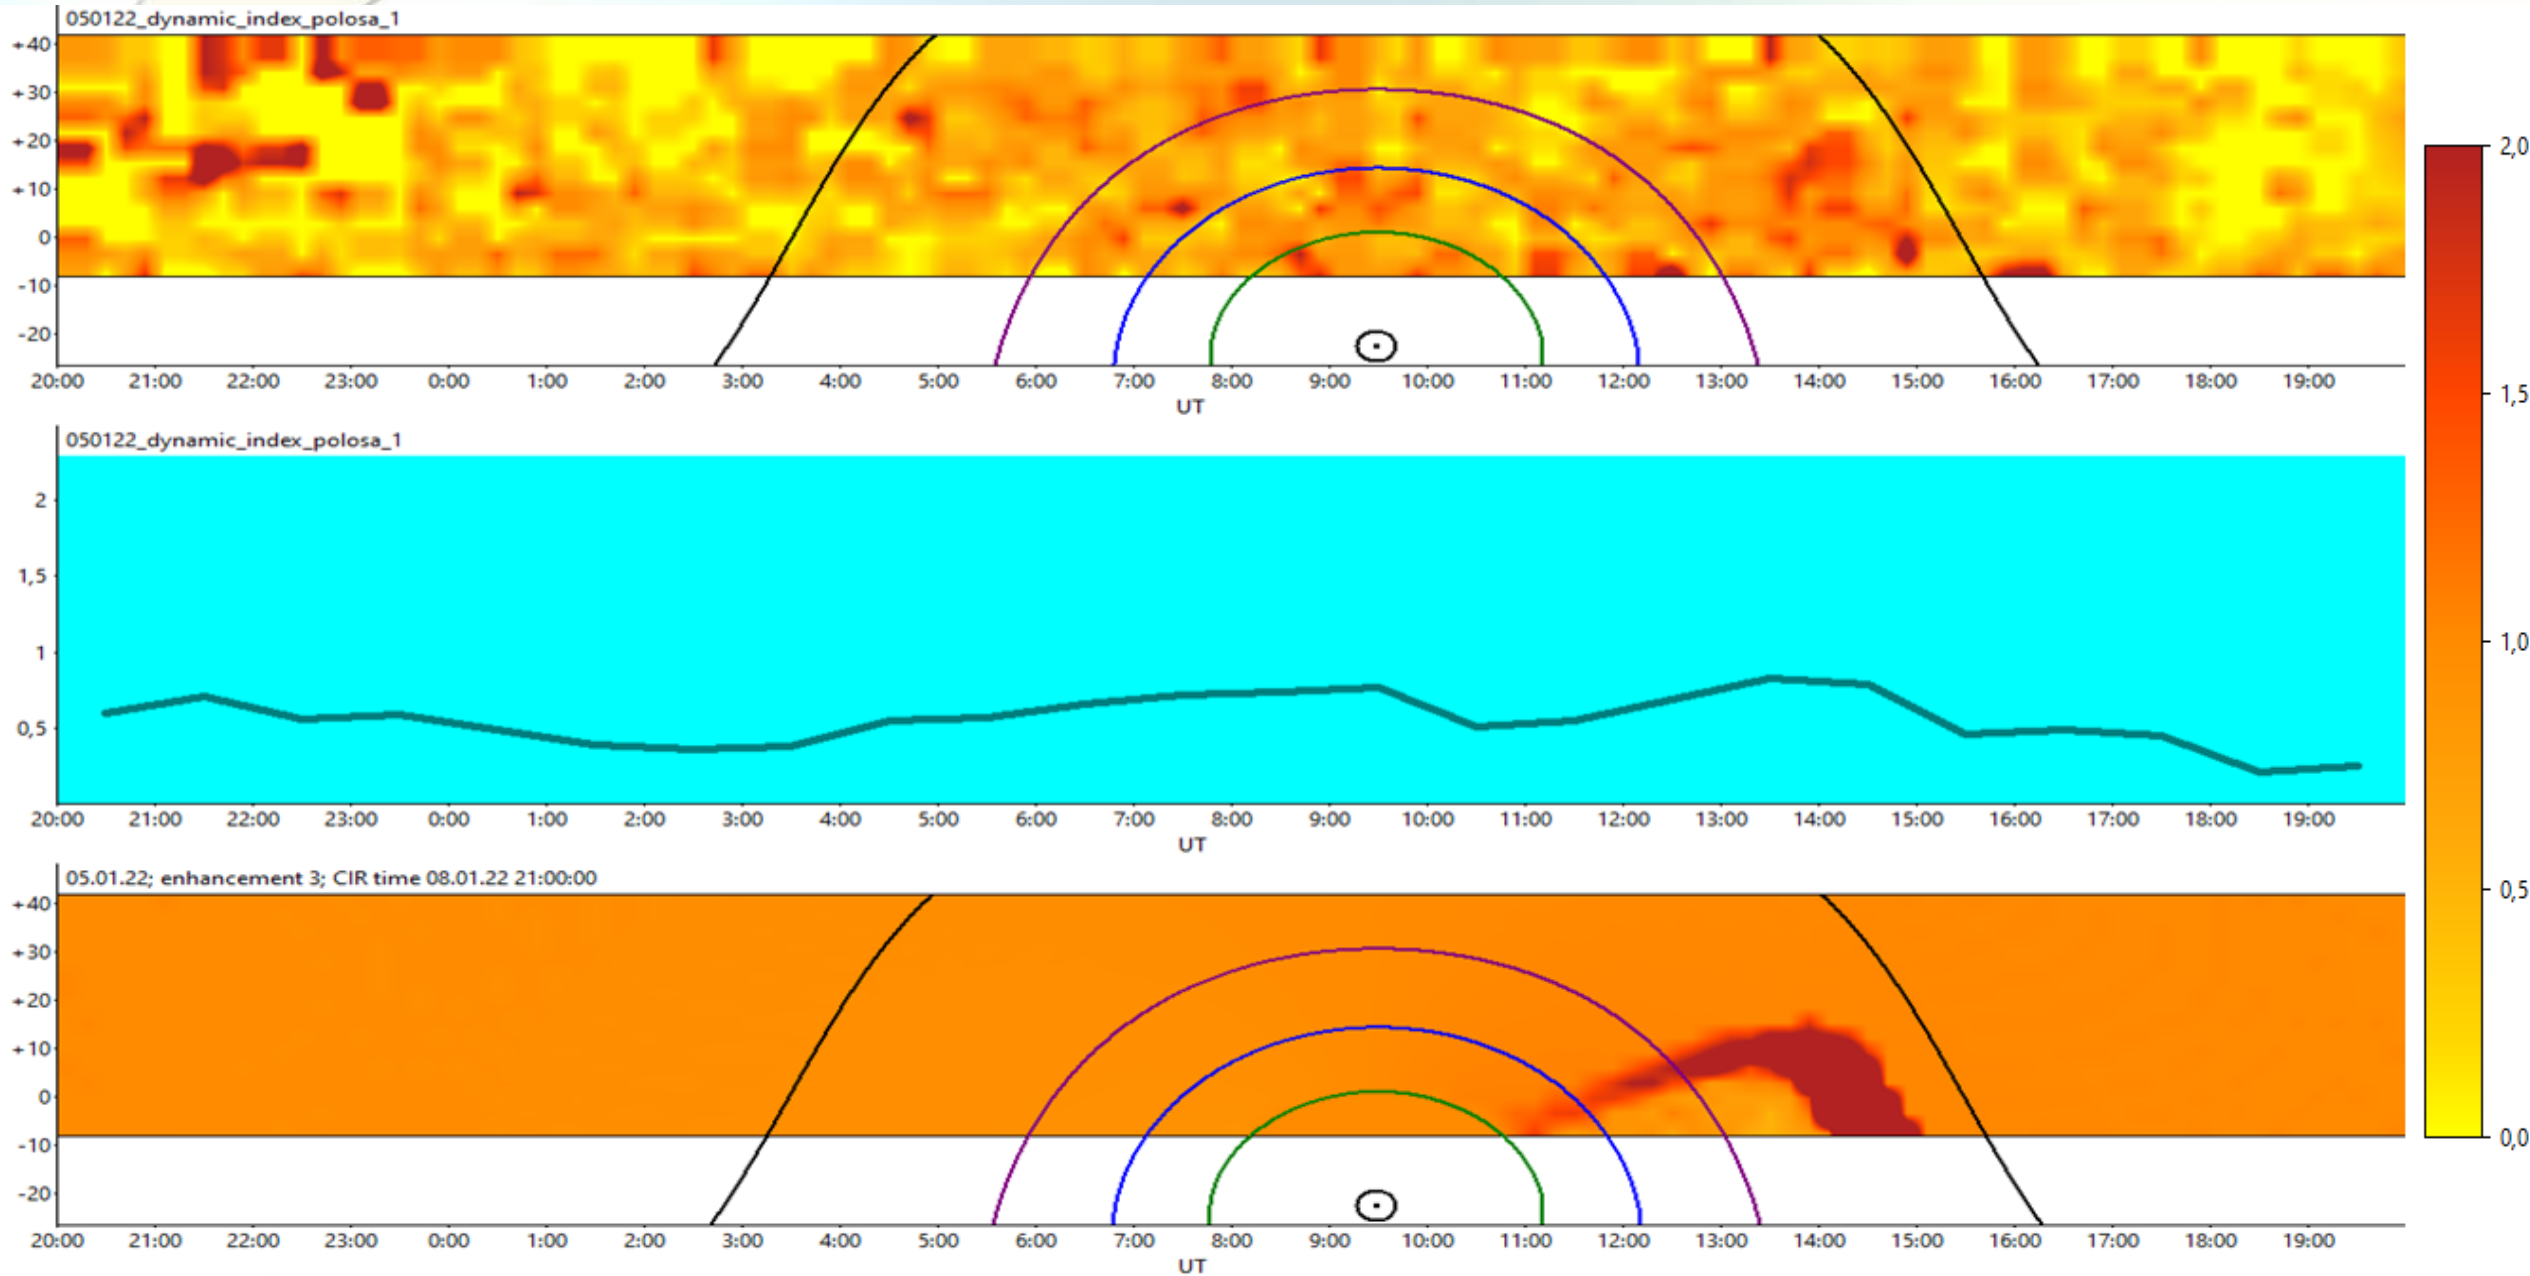 050122_dynamic_index_polosa_1
+40
+30
+20
+10
0
-10
-20
20:00 21:00 22:00 23:00 0:00 1:00 2:00 3:00 4:00 5:00 6:00 7:00 8:00 9:00 10:00 11:00 12:00 13:00 14:00 15:00 16:00 17:00 18:00 19:00
UT
050122_dynamic_index_polosa_1
2
1,5
1
0,5
20:00 21:00 22:00 23:00 0:00 1:00 2:00 3:00 4:00 5:00 6:00 7:00 8:00 9:00 10:00 11:00 12:00 13:00 14:00 15:00 16:00 17:00 18:00 19:00
UT
05.01.22; enhancement 3; CIR time 08.01.22 21:00:00
+40
+30
+20
+10
0
-10
-20
20:00 21:00 22:00 23:00 0:00 1:00 2:00 3:00 4:00 5:00 6:00 7:00 8:00 9:00 10:00 11:00 12:00 13:00 14:00 15:00 16:00 17:00 18:00 19:00
UT
2,0
1,5
1,0
0,5
0,0